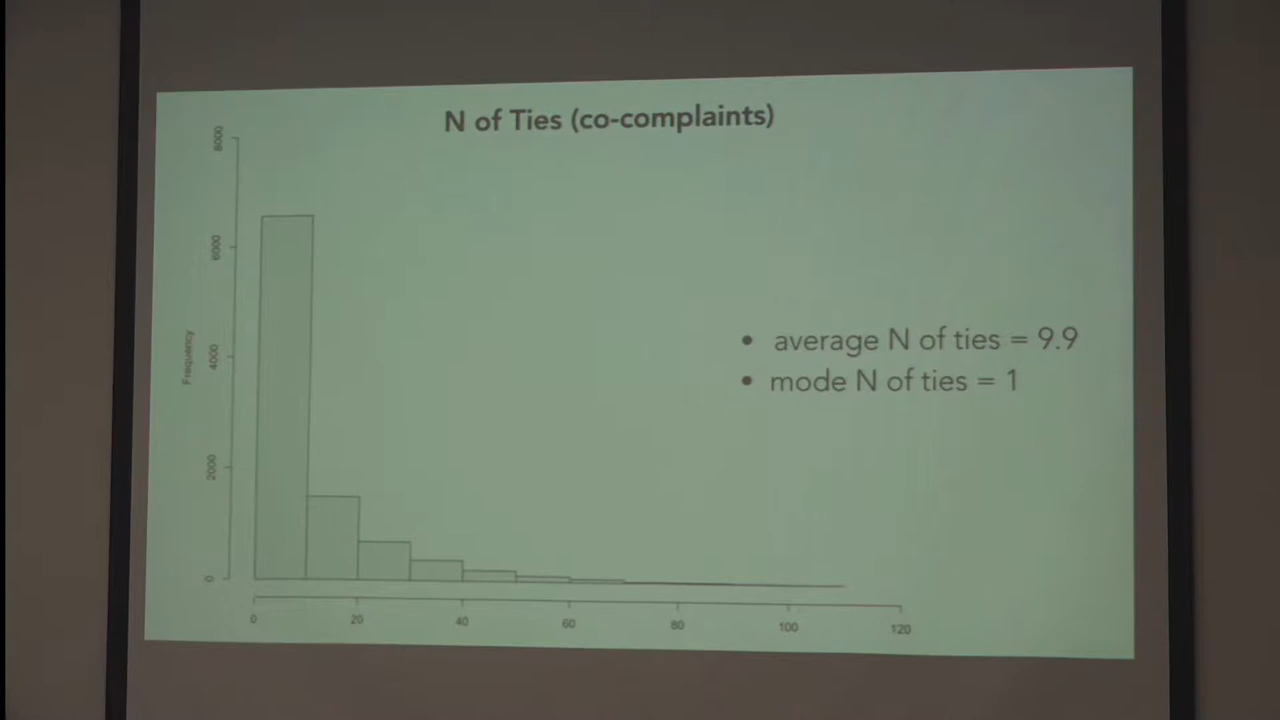 N of Ties (co-complaints)
8000
6000
4000
2000
0
Frequency
0 20 40 60 80 100 120
• average N of ties = 9.9
• mode N of ties = 1